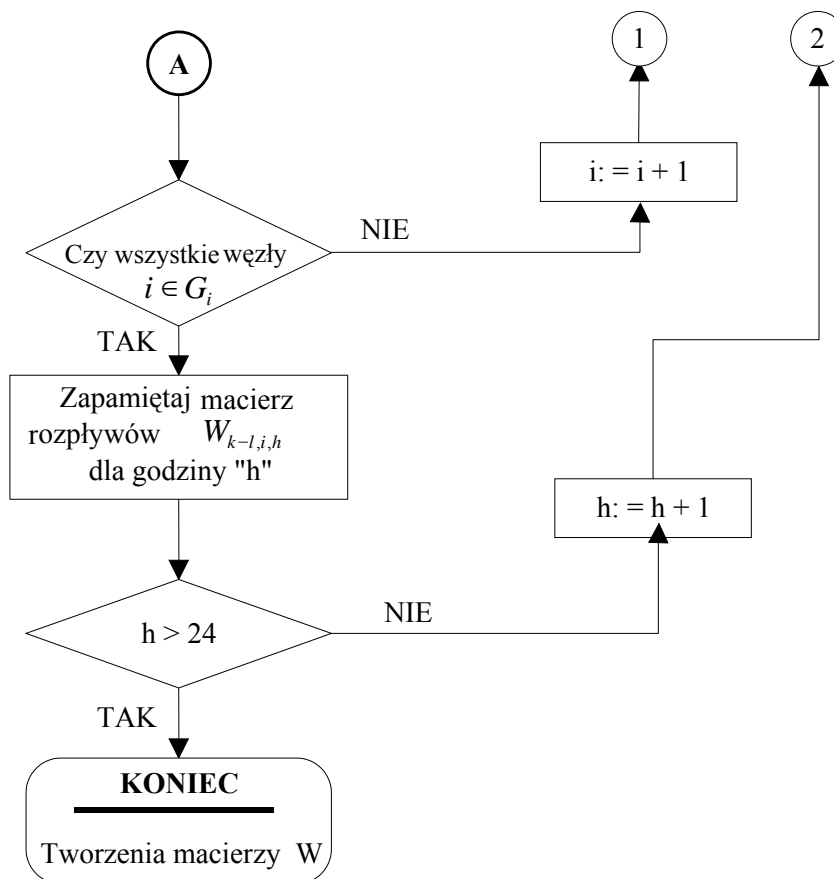 A
1
2
i: = i + 1
NIE
Czy wszystkie węzły
i ∈ G_i
TAK
Zapamiętaj macierz
rozpływów W_{k-l,i,h}
dla godziny "h"
h: = h + 1
NIE
h > 24
TAK
KONIEC
Tworzenia macierzy W